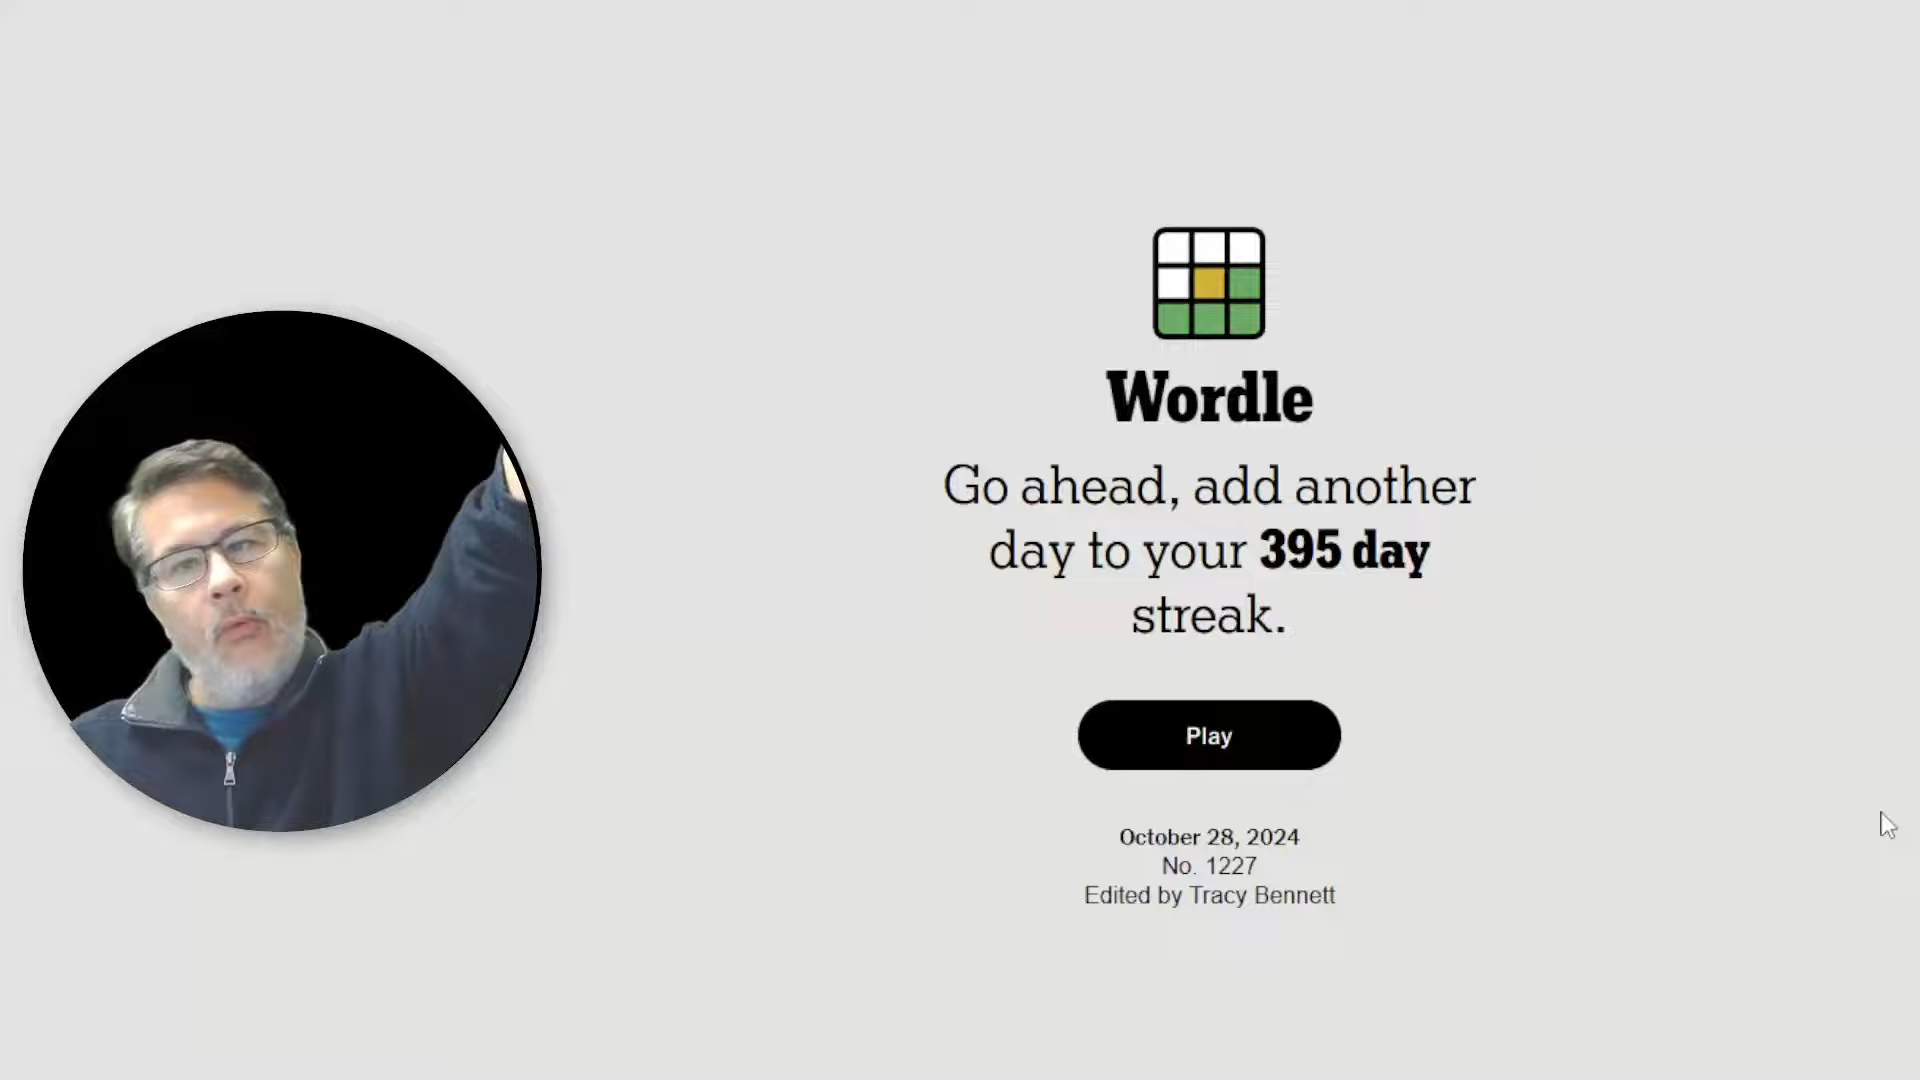 Wordle
Go ahead, add another
day to your 395 day
streak.
Play
October 28, 2024
No. 1227
Edited by Tracy Bennett